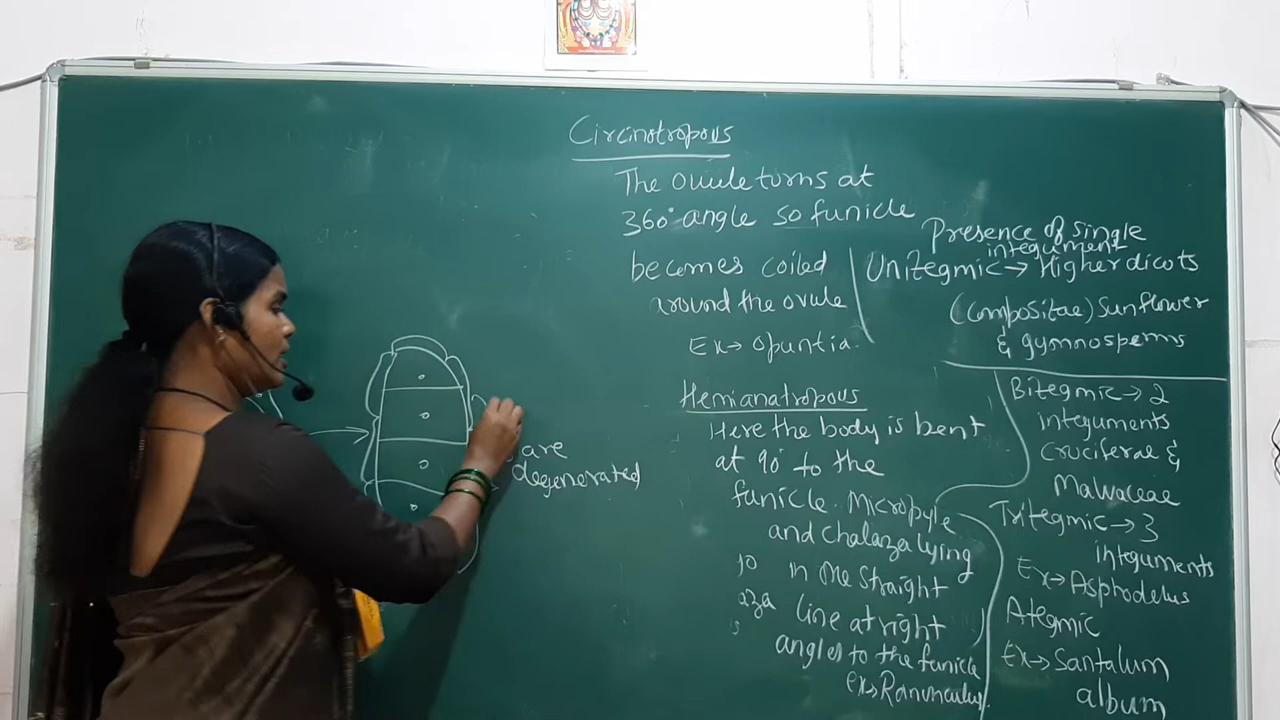 Circinotropous
The Ovule turns at
360° angle so funicle
becomes coiled
around the ovule
Ex→ Opuntia.
Presence of single
integument
Unitegmic → Higher dicots
(Compositae) Sunflower
& gymnosperms
Hemianatropous
Here the body is bent
at 90° to the
funicle. Micropyle
and chalaza lying
in the straight
line at right
angles to the funicle
ex→ Ranunculus.
Bitegmic → 2
integuments
Cruciferae &
Malvaceae
Tritegmic → 3
integuments
Ex→ Asphodelus
Ategmic
Ex→ Santalum
album
are
degenerated
aza